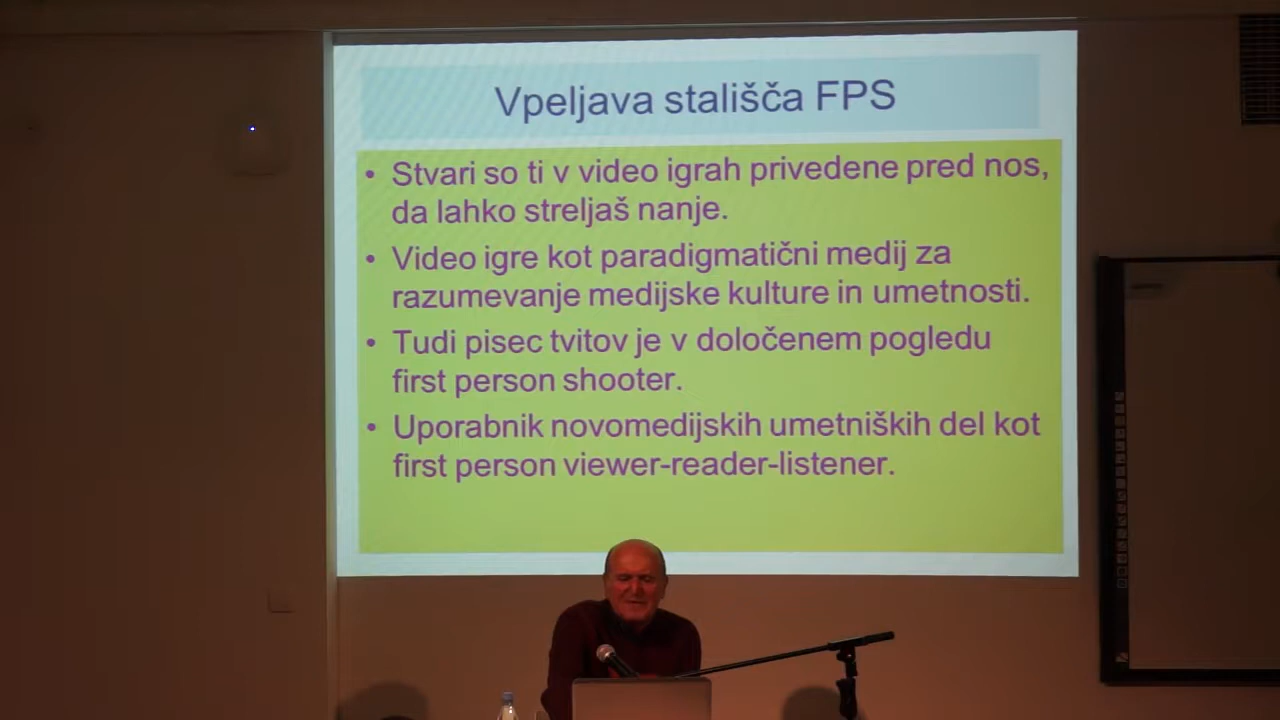 Vpeljava stališča FPS
• Stvari so ti v video igrah privedene pred nos,
da lahko streljaš nanje.
• Video igre kot paradigmatični medij za
razumevanje medijske kulture in umetnosti.
• Tudi pisec tvitov je v določenem pogledu
first person shooter.
• Uporabnik novomedijskih umetniških del kot
first person viewer-reader-listener.